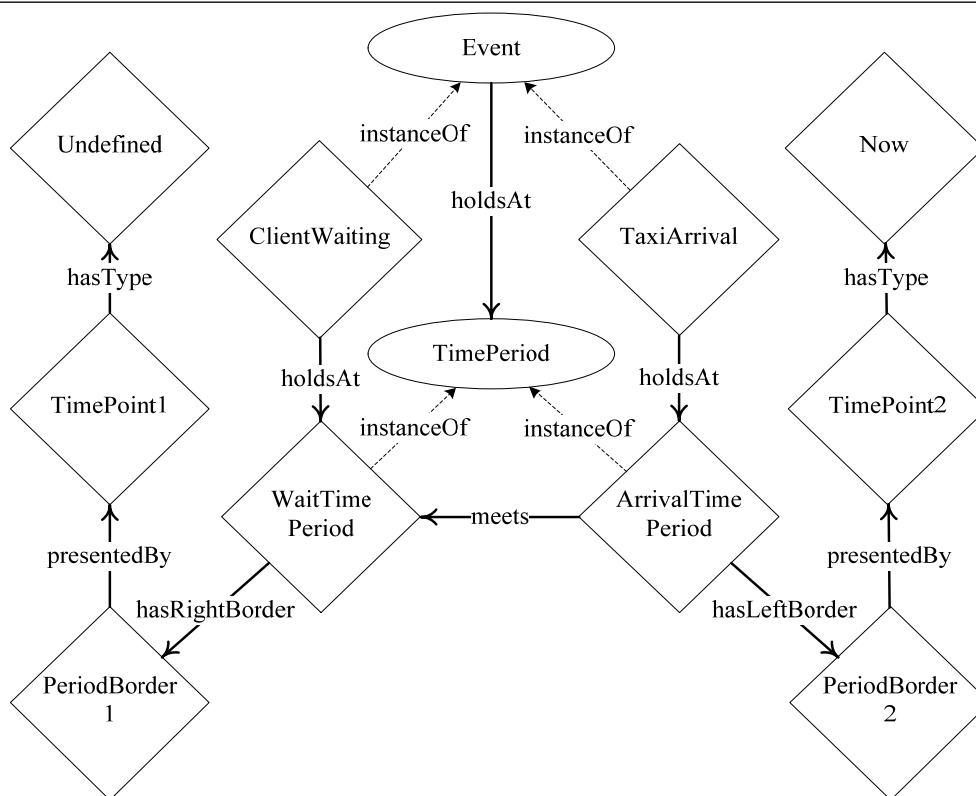 Event
Undefined
instanceOf
instanceOf
Now
holdsAt
ClientWaiting
TaxiArrival
hasType
hasType
TimePeriod
holdsAt
holdsAt
TimePoint1
TimePoint2
instanceOf
instanceOf
WaitTime
Period
meets
ArrivalTime
Period
presentedBy
presentedBy
hasRightBorder
hasLeftBorder
PeriodBorder
1
PeriodBorder
2